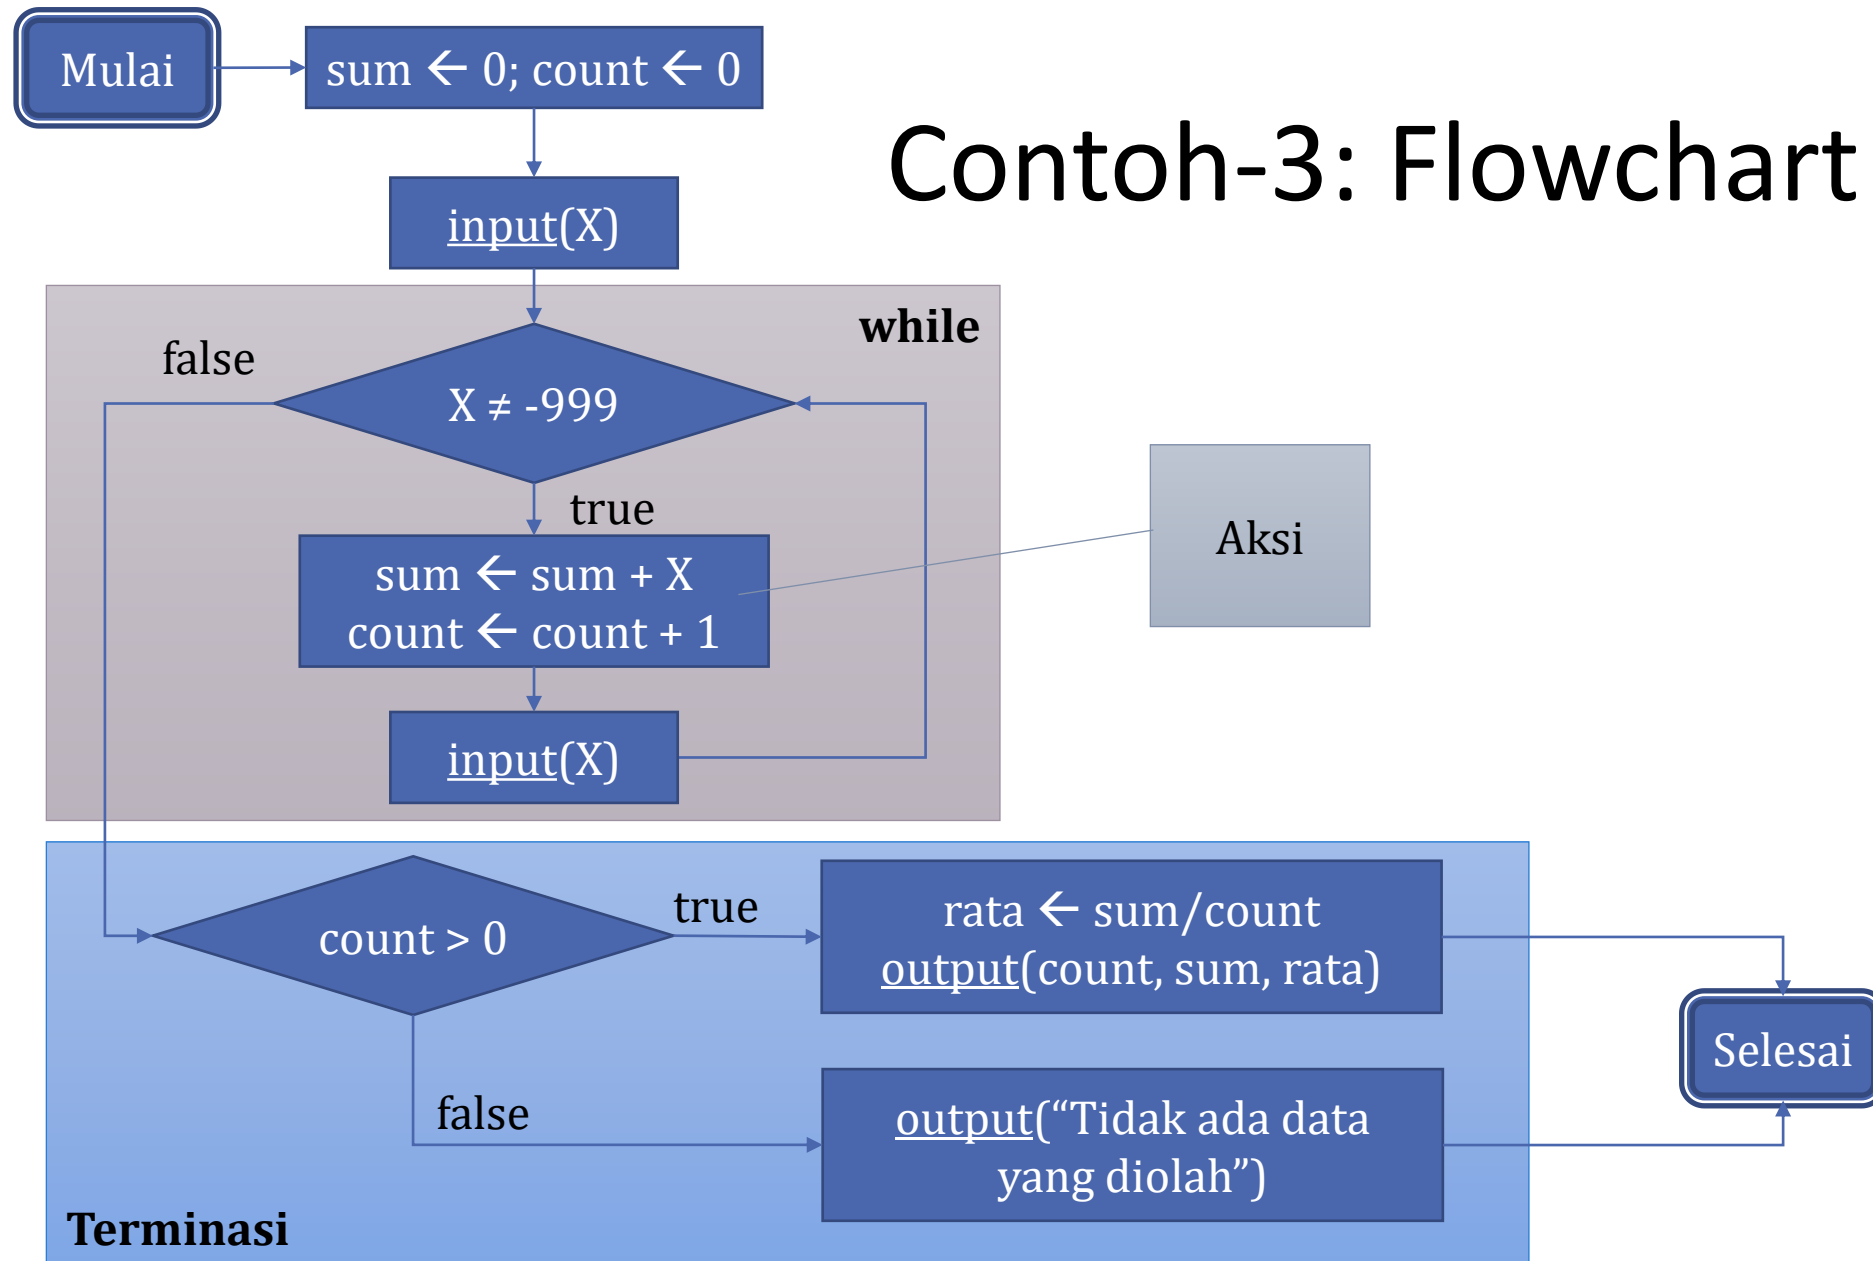 Mulai
sum ← 0; count ← 0
Contoh-3: Flowchart
input(X)
while
false
X ≠ -999
true
Aksi
sum ← sum + X
count ← count + 1
input(X)
count > 0
true
rata ← sum/count
output(count, sum, rata)
Selesai
false
output(“Tidak ada data
yang diolah”)
Terminasi